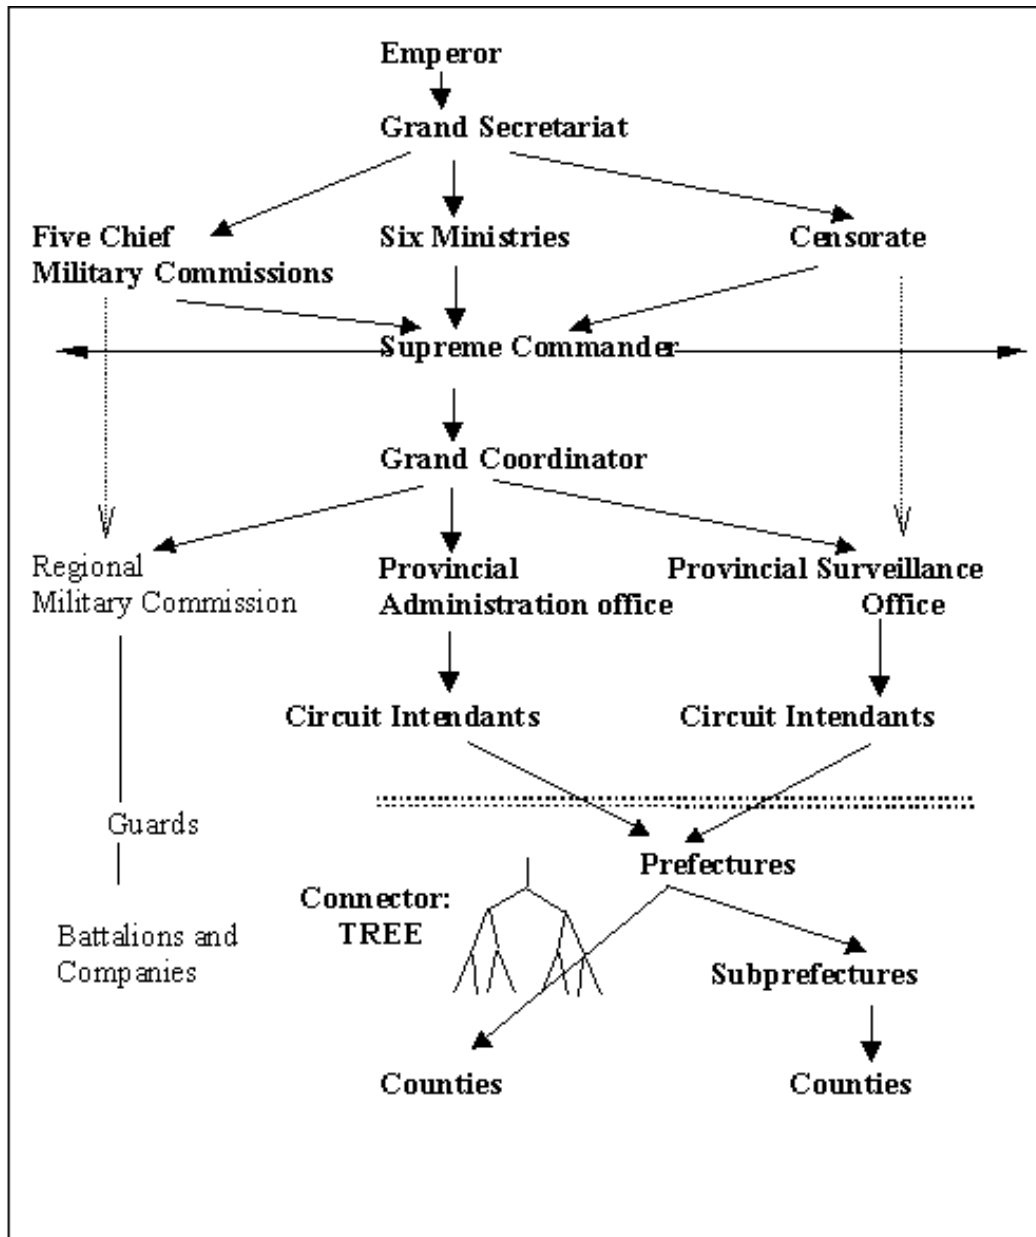 Emperor
Grand Secretariat
Five Chief
Military Commissions
Six Ministries
Censorate
Supreme Commander
Grand Coordinator
Regional
Military Commission
Provincial
Administration office
Provincial Surveillance
Office
Circuit Intendants
Circuit Intendants
Guards
Prefectures
Connector:
TREE
Battalions and
Companies
Subprefectures
Counties
Counties